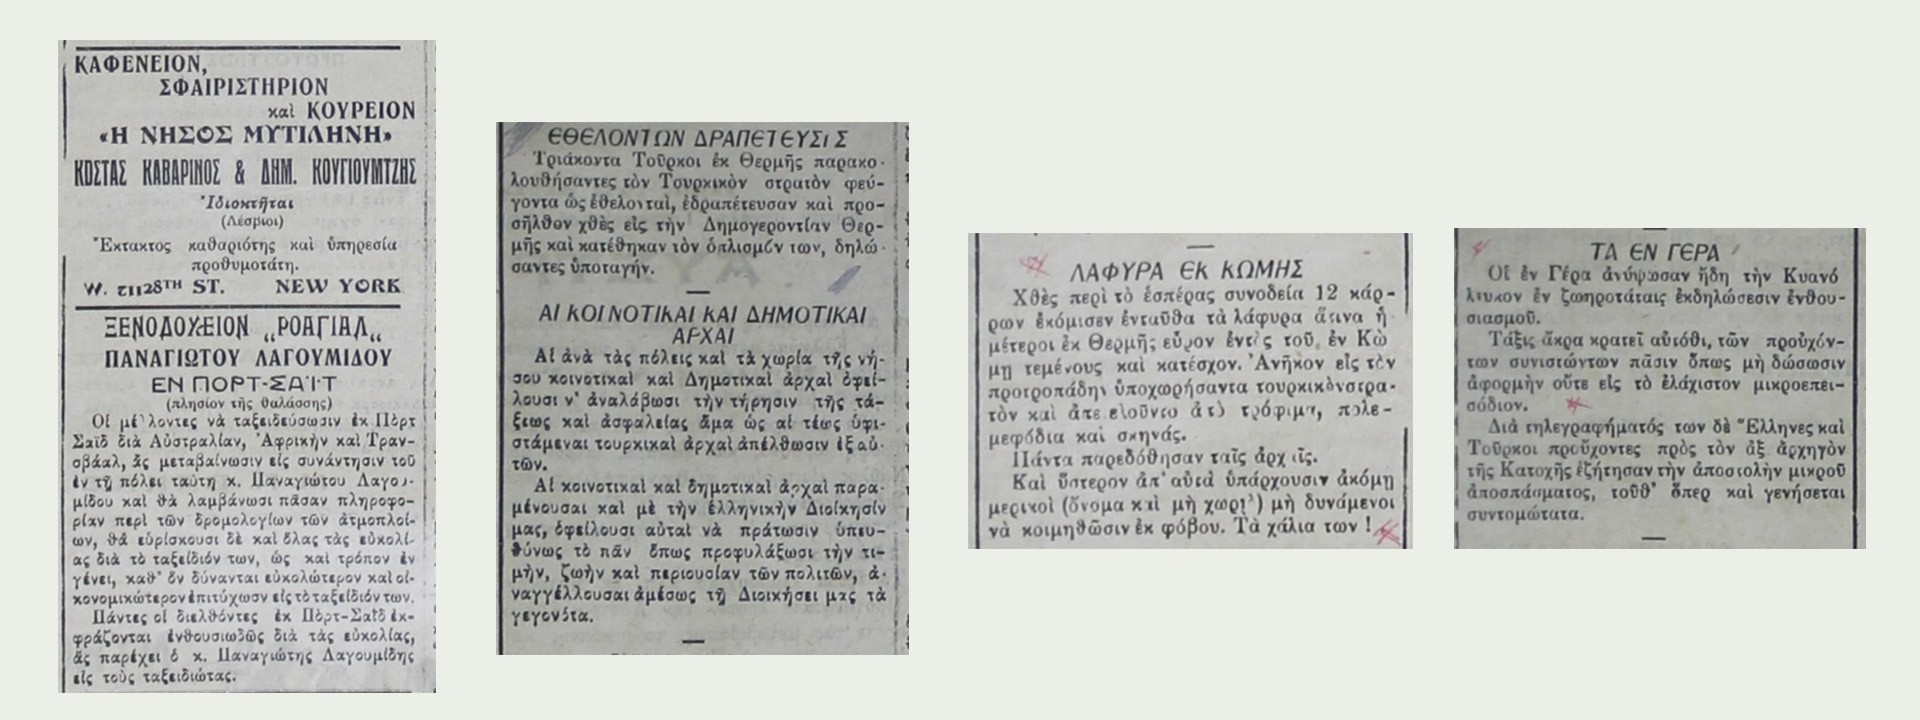 ΚΑΦΕΝΕΙΟΝ,
ΣΦΑΙΡΙΣΤΗΡΙΟΝ
καὶ ΚΟΥΡΕΙΟΝ
«Η ΝΗΣΟΣ ΜΥΤΙΛΗΝΗ»
ΚΩΣΤΑΣ ΚΑΒΑΡΙΝΟΣ & ΔΗΜ. ΚΟΥΓΙΟΥΜΤΖΗΣ
Ἰδιοκτῆται
(Λέσβιοι)
Ἔκτακτος καθαριότης καὶ ὑπηρεσία
προθυμοτάτη.
W. 28TH ST. NEW YORK
ΞΕΝΟΔΟΧΕΙΟΝ „ΡΟΑΓΙΑΛ„
ΠΑΝΑΓΙΩΤΟΥ ΛΑΓΟΥΜΙΔΟΥ
ΕΝ ΠΟΡΤ-ΣΑΪΤ
(πλησίον τῆς θαλάσσης)
Οἱ μέλλοντες νὰ ταξειδεύσωσιν ἐκ Πὸρτ
Σαῒδ διὰ Αὐστραλίαν, Ἀφρικὴν καὶ Τραν-
σβάαλ, ἂς μεταβαίνωσιν εἰς συνάντησιν τοῦ
ἐν τῇ πόλει ταύτῃ κ. Παναγιώτου Λαγου-
μίδου καὶ θὰ λαμβάνωσι πᾶσαν πληροφο-
ρίαν περὶ τῶν δρομολογίων τῶν ἀτμοπλοί-
ων, θὰ εὑρίσκουσι δὲ καὶ ὅλας τὰς εὐκολί-
ας διὰ τὸ ταξείδιόν των, ὡς καὶ τρόπον ἐν
γένει, καθ' ὃν δύνανται εὐκολώτερον καὶ οἰ-
κονομικώτερον ἐπιτύχωσν εἰς τὸ ταξείδιόν των.
Πάντες οἱ διελθόντες ἐκ Πὸρτ-Σαῒδ ἐκ-
φράζονται ἐνθουσιωδῶς διὰ τὰς εὐκολίας,
ἃς παρέχει ὁ κ. Παναγιώτης Λαγουμίδης
εἰς τοὺς ταξειδιώτας.
ΕΘΕΛΟΝΤΩΝ ΔΡΑΠΕΤΕΥΣΙΣ
Τριάκοντα Τοῦρκοι ἐκ Θερμῆς παρακο-
λουθήσαντες τὸν Τουρκικὸν στρατὸν φεύ-
γοντα ὡς ἐθελονταὶ, ἐδραπέτευσαν καὶ προ-
σῆλθον χθὲς εἰς τὴν Δημογεροντίαν Θερ-
μῆς καὶ κατέθηκαν τὸν ὁπλισμόν των, δηλώ-
σαντες ὑποταγήν.
ΑΙ ΚΟΙΝΟΤΙΚΑΙ ΚΑΙ ΔΗΜΟΤΙΚΑΙ
ΑΡΧΑΙ
Αἱ ἀνὰ τὰς πόλεις καὶ τὰ χωρία τῆς νή-
σου κοινοτικαὶ καὶ Δημοτικαὶ ἀρχαὶ ὀφεί-
λουσι ν' ἀναλάβωσι τὴν τήρησιν τῆς τά-
ξεως καὶ ἀσφαλείας ἅμα ὡς αἱ τέως ὑφι-
στάμεναι τουρκικαὶ ἀρχαὶ ἀπέλθωσιν ἐξ αὐ-
τῶν.
Αἱ κοινοτικαὶ καὶ δημοτικαὶ ἀρχαὶ παρα-
μένουσαι καὶ μὲ τὴν ἑλληνικὴν Διοίκησίν
μας, ὀφείλουσι αὐταὶ νὰ πράτωσιν ὑπευ-
θύνως τὸ πᾶν ὅπως προφυλάξωσι τὴν τι-
μὴν, ζωὴν καὶ περιουσίαν τῶν πολιτῶν, ἀ-
ναγγέλλουσαι ἀμέσως τῇ Διοικήσει μας τὰ
γεγονότα.
ΛΑΦΥΡΑ ΕΚ ΚΩΜΗΣ
Χθὲς περὶ τὸ ἑσπέρας συνοδεία 12 κάρ-
ρων ἐκόμισεν ἐνταῦθα τὰ λάφυρα ἅτινα ἡ-
μέτεροι ἐκ Θερμῆς εὗρον ἐντὸς τοῦ ἐν Κώ
μῃ τεμένους καὶ κατέσχον. Ἀνῆκον εἰς τὸν
προτροπάδην ὑποχωρήσαντα τουρκικὸνστρα-
τὸν καὶ ἀπετελοῦντο ἀπὸ τρόφιμα, πολε-
μεφόδια καὶ σκηνάς.
Πάντα παρεδόθησαν ταῖς ἀρχαῖς.
Καὶ ὕστερον ἀπ' αὐτὰ ὑπάρχουσιν ἀκόμη
μερικοὶ (ὄνομα καὶ μὴ χωριὸ) μὴ δυνάμενοι
νὰ κοιμηθῶσιν ἐκ φόβου. Τὰ χάλια των !
ΤΑ ΕΝ ΓΕΡΑ
Οἱ ἐν Γέρα ἀνύψωσαν ἤδη τὴν Κυανό
λευκον ἐν ζωηροτάταις ἐκδηλώσεσιν ἐνθου-
σιασμοῦ.
Τάξις ἄκρα κρατεῖ αὐτόθι, τῶν προὐχόν-
των συνιστώντων πᾶσιν ὅπως μὴ δώσωσιν
ἀφορμὴν οὔτε εἰς τὸ ἐλάχιστον μικροεπει-
σόδιον.
Διὰ τηλεγραφήματός των δὲ Ἕλληνες καὶ
Τοῦρκοι προὔχοντες πρὸς τὸν ἀξ ἀρχηγὸν
τῆς Κατοχῆς ἐζήτησαν τὴν ἀποστολὴν μικροῦ
ἀποσπάσματος, τοῦθ' ὅπερ καὶ γενήσεται
συντομώτατα.